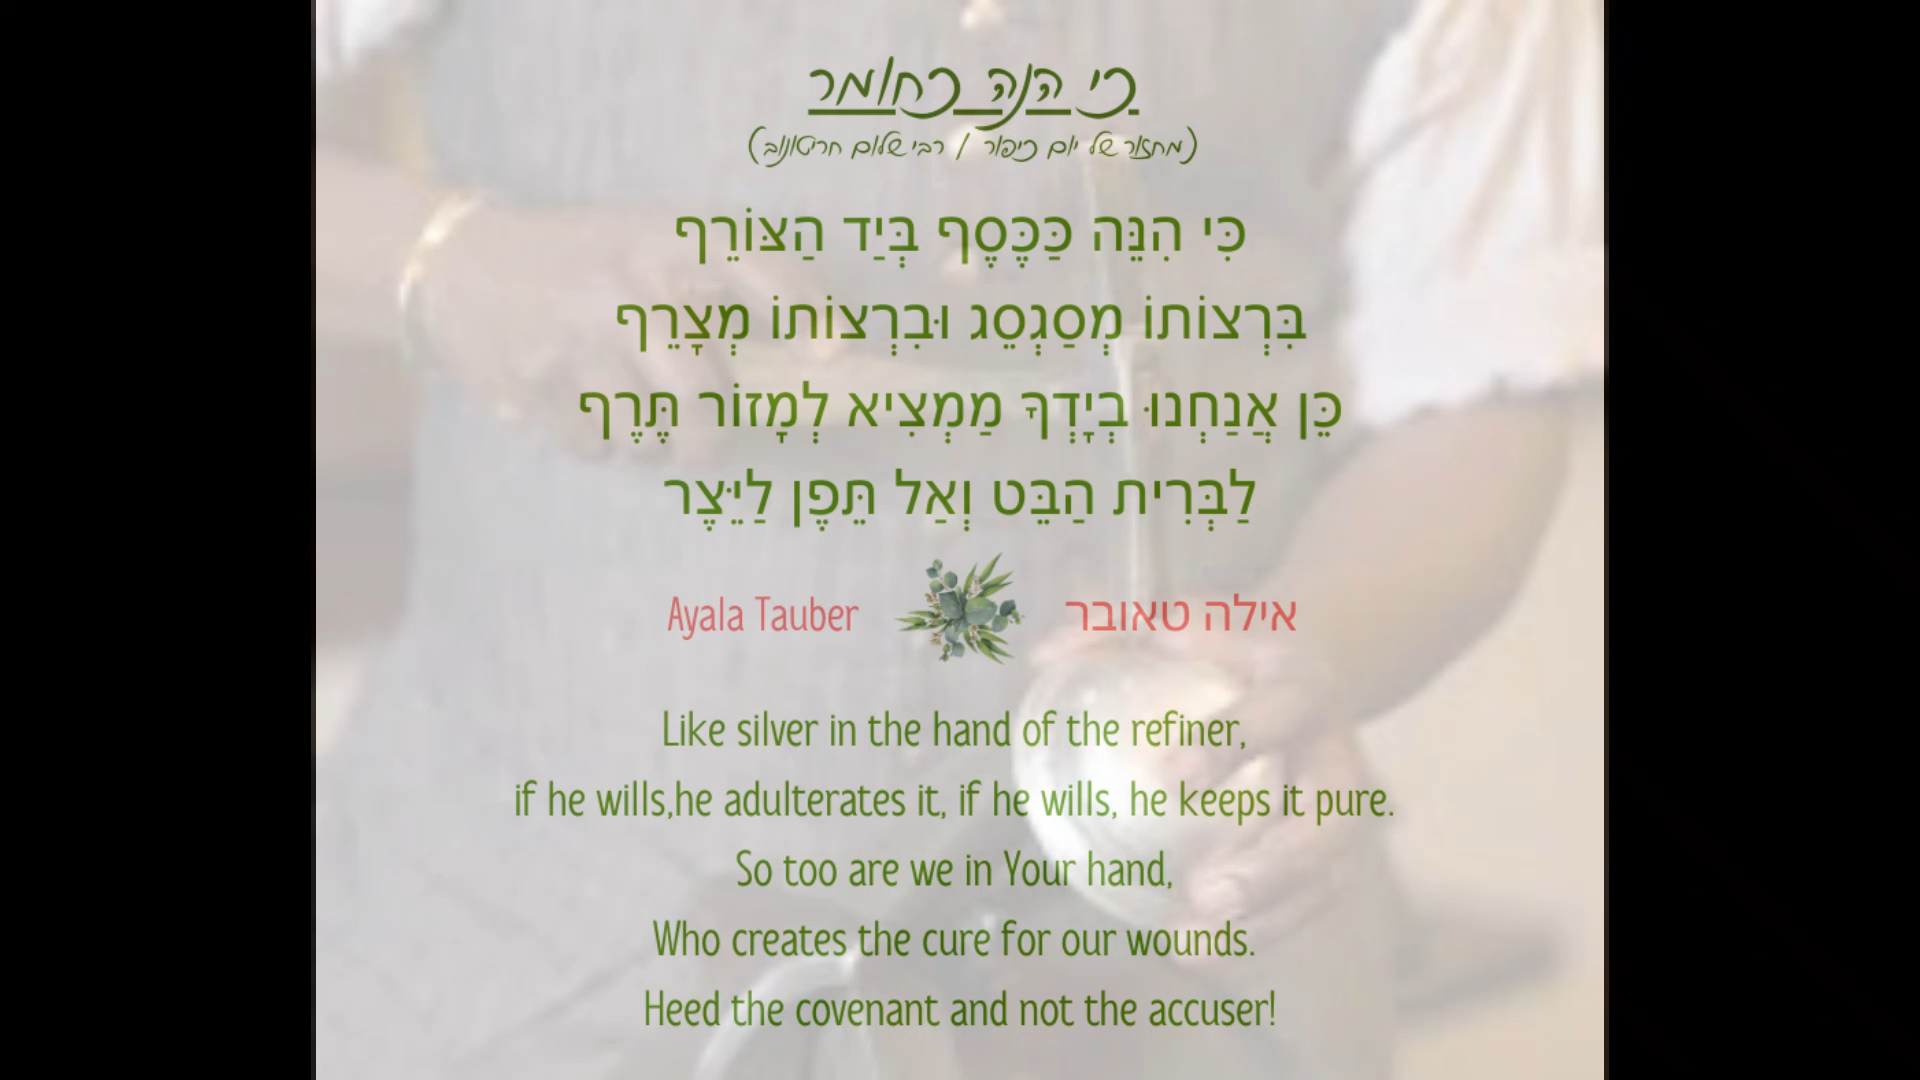 כי הנה כחומר
(מחזור של יום כיפור / רבי שלום חריטונוב)
כִּי הִנֵּה כַּכֶּסֶף בְּיַד הַצּוֹרֵף
בִּרְצוֹתוֹ מְסַגְסֵג וּבִרְצוֹתוֹ מְצָרֵף
כֵּן אֲנַחְנוּ בְיָדְךָ מַמְצִיא לְמָזוֹר תֶּרֶף
לַבְּרִית הַבֵּט וְאַל תֵּפֶן לַיֵּצֶר
Ayala Tauber אילה טאובר
Like silver in the hand of the refiner,
if he wills,he adulterates it, if he wills, he keeps it pure.
So too are we in Your hand,
Who creates the cure for our wounds.
Heed the covenant and not the accuser!